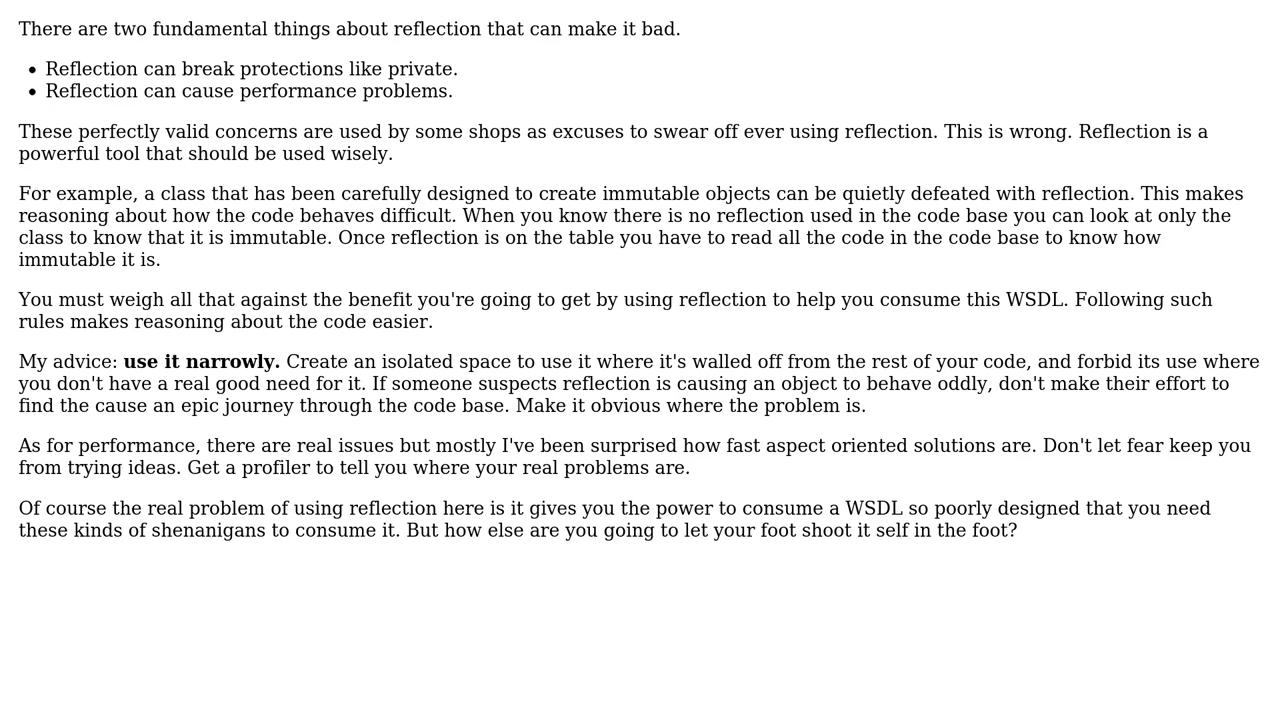 There are two fundamental things about reflection that can make it bad.
• Reflection can break protections like private.
• Reflection can cause performance problems.
These perfectly valid concerns are used by some shops as excuses to swear off ever using reflection. This is wrong. Reflection is a
powerful tool that should be used wisely.
For example, a class that has been carefully designed to create immutable objects can be quietly defeated with reflection. This makes
reasoning about how the code behaves difficult. When you know there is no reflection used in the code base you can look at only the
class to know that it is immutable. Once reflection is on the table you have to read all the code in the code base to know how
immutable it is.
You must weigh all that against the benefit you're going to get by using reflection to help you consume this WSDL. Following such
rules makes reasoning about the code easier.
My advice: use it narrowly. Create an isolated space to use it where it's walled off from the rest of your code, and forbid its use where
you don't have a real good need for it. If someone suspects reflection is causing an object to behave oddly, don't make their effort to
find the cause an epic journey through the code base. Make it obvious where the problem is.
As for performance, there are real issues but mostly I've been surprised how fast aspect oriented solutions are. Don't let fear keep you
from trying ideas. Get a profiler to tell you where your real problems are.
Of course the real problem of using reflection here is it gives you the power to consume a WSDL so poorly designed that you need
these kinds of shenanigans to consume it. But how else are you going to let your foot shoot it self in the foot?